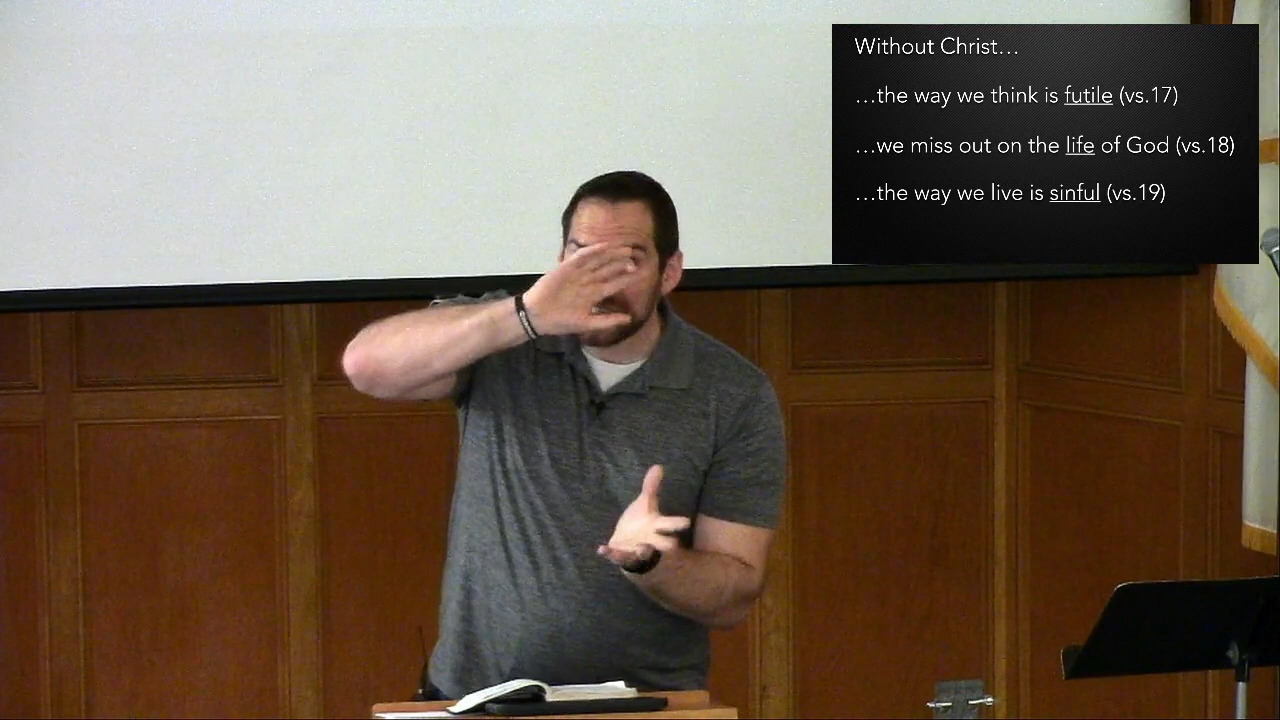 Without Christ...
...the way we think is futile (vs.17)
...we miss out on the life of God (vs.18)
...the way we live is sinful (vs.19)